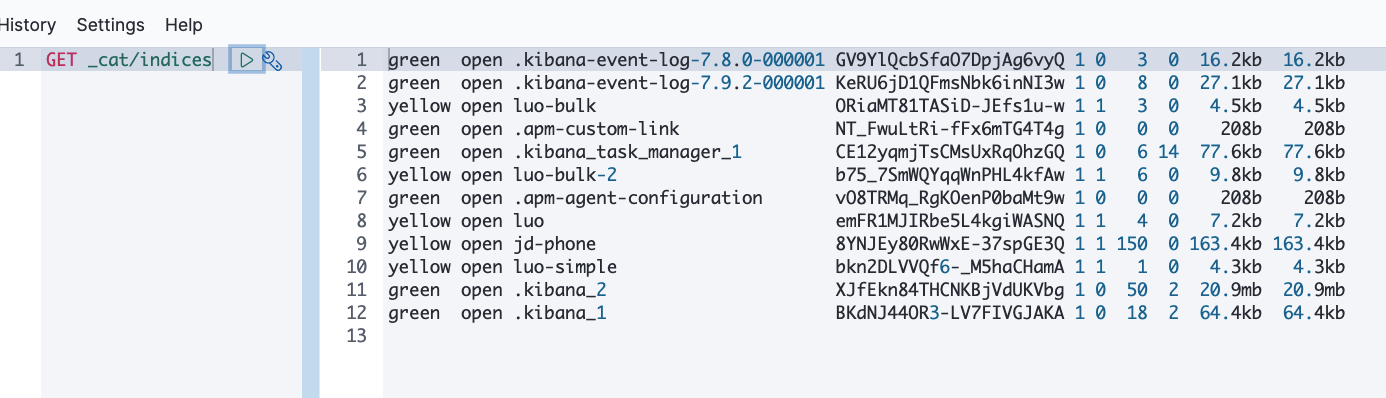 History Settings Help
1 GET _cat/indices
1 green open .kibana-event-log-7.8.0-000001 GV9YlQcbSfaO7DpjAg6vyQ 1 0 3 0 16.2kb 16.2kb
2 green open .kibana-event-log-7.9.2-000001 KeRU6jD1QFmsNbk6inNI3w 1 0 8 0 27.1kb 27.1kb
3 yellow open luo-bulk ORiaMT81TASiD-JEfs1u-w 1 1 3 0 4.5kb 4.5kb
4 green open .apm-custom-link NT_FwuLtRi-fFx6mTG4T4g 1 0 0 0 208b 208b
5 green open .kibana_task_manager_1 CE12yqmjTsCMsUxRqOhzGQ 1 0 6 14 77.6kb 77.6kb
6 yellow open luo-bulk-2 b75_7SmWQYqqWnPHL4kfAw 1 1 6 0 9.8kb 9.8kb
7 green open .apm-agent-configuration vO8TRMq_RgKOenP0baMt9w 1 0 0 0 208b 208b
8 yellow open luo emFR1MJIRbe5L4kgiWASNQ 1 1 4 0 7.2kb 7.2kb
9 yellow open jd-phone 8YNJEy80RwWxE-37spGE3Q 1 1 150 0 163.4kb 163.4kb
10 yellow open luo-simple bkn2DLVVQf6-_M5haCHamA 1 1 1 0 4.3kb 4.3kb
11 green open .kibana_2 XJfEkn84THCNKBjVdUKVbg 1 0 50 2 20.9mb 20.9mb
12 green open .kibana_1 BKdNJ44OR3-LV7FIVGJAKA 1 0 18 2 64.4kb 64.4kb
13